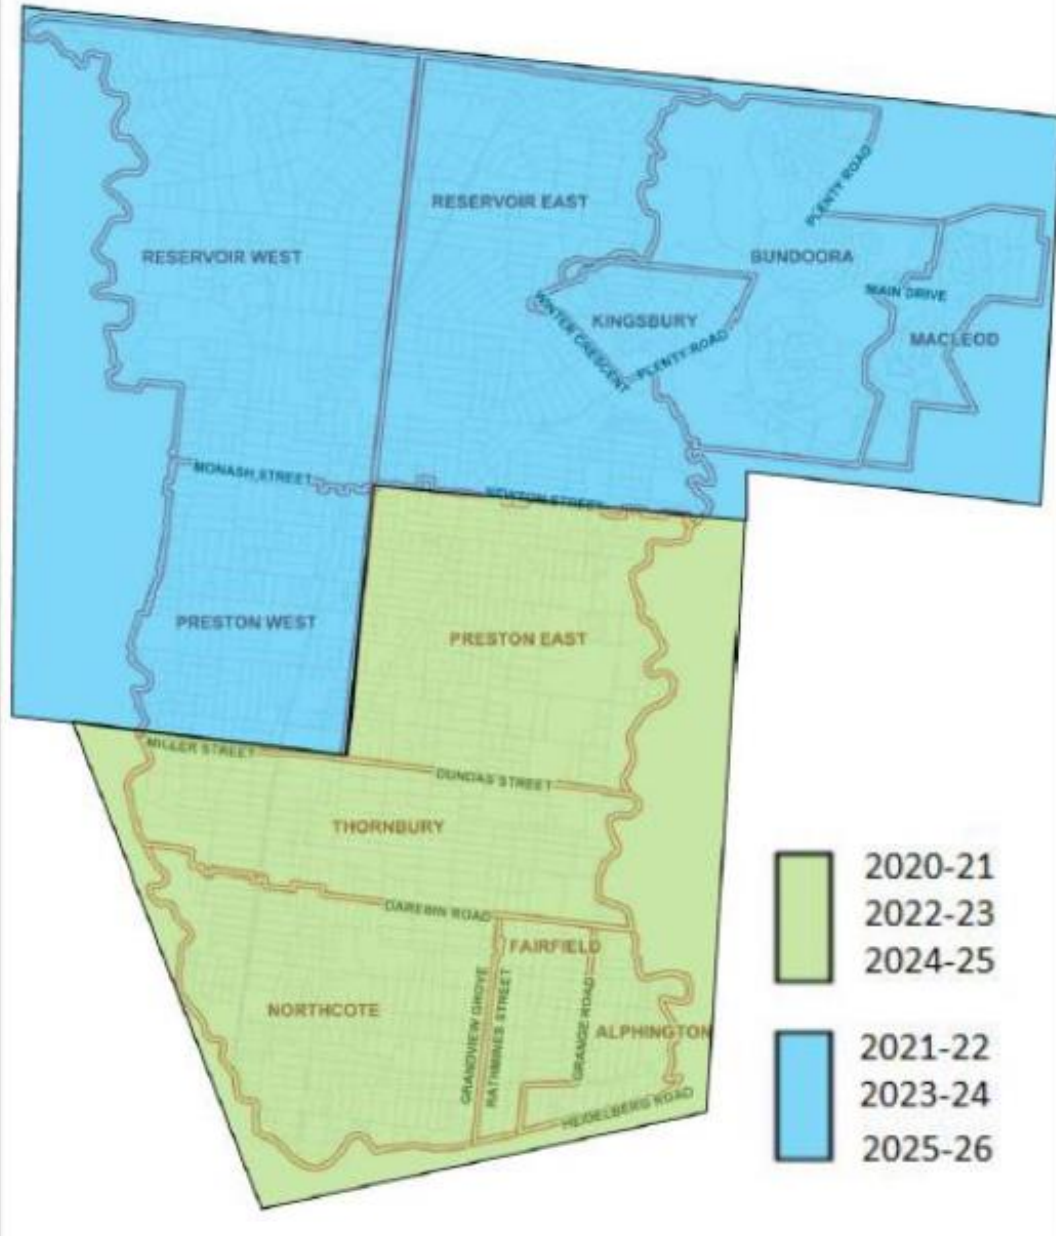 RESERVOIR EAST
PLENTY ROAD
RESERVOIR WEST
BUNDOORA
MAIN DRIVE
WINTER CRESCENT
KINGSBURY
PLENTY ROAD
MACLEOD
MONASH STREET
NEWTON STREET
PRESTON WEST
PRESTON EAST
MILLER STREET
DUNDAS STREET
THORNBURY
DAREBIN ROAD
FAIRFIELD
NORTHCOTE
GRANDVIEW GROVE
RATHMINES STREET
GRANGE ROAD
ALPHINGTON
HEIDELBERG ROAD
2020-21
2022-23
2024-25
2021-22
2023-24
2025-26